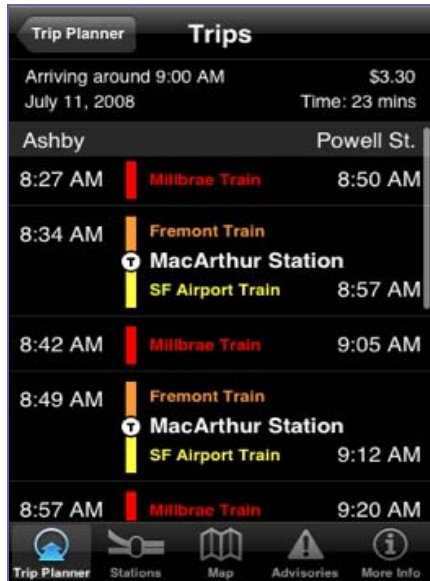 Trip Planner Trips
Arriving around 9:00 AM $3.30
July 11, 2008 Time: 23 mins
Ashby Powell St.
8:27 AM Millbrae Train 8:50 AM
8:34 AM Fremont Train
T MacArthur Station
SF Airport Train 8:57 AM
8:42 AM Millbrae Train 9:05 AM
8:49 AM Fremont Train
T MacArthur Station
SF Airport Train 9:12 AM
8:57 AM Millbrae Train 9:20 AM
Trip Planner Stations Map Advisories More Info